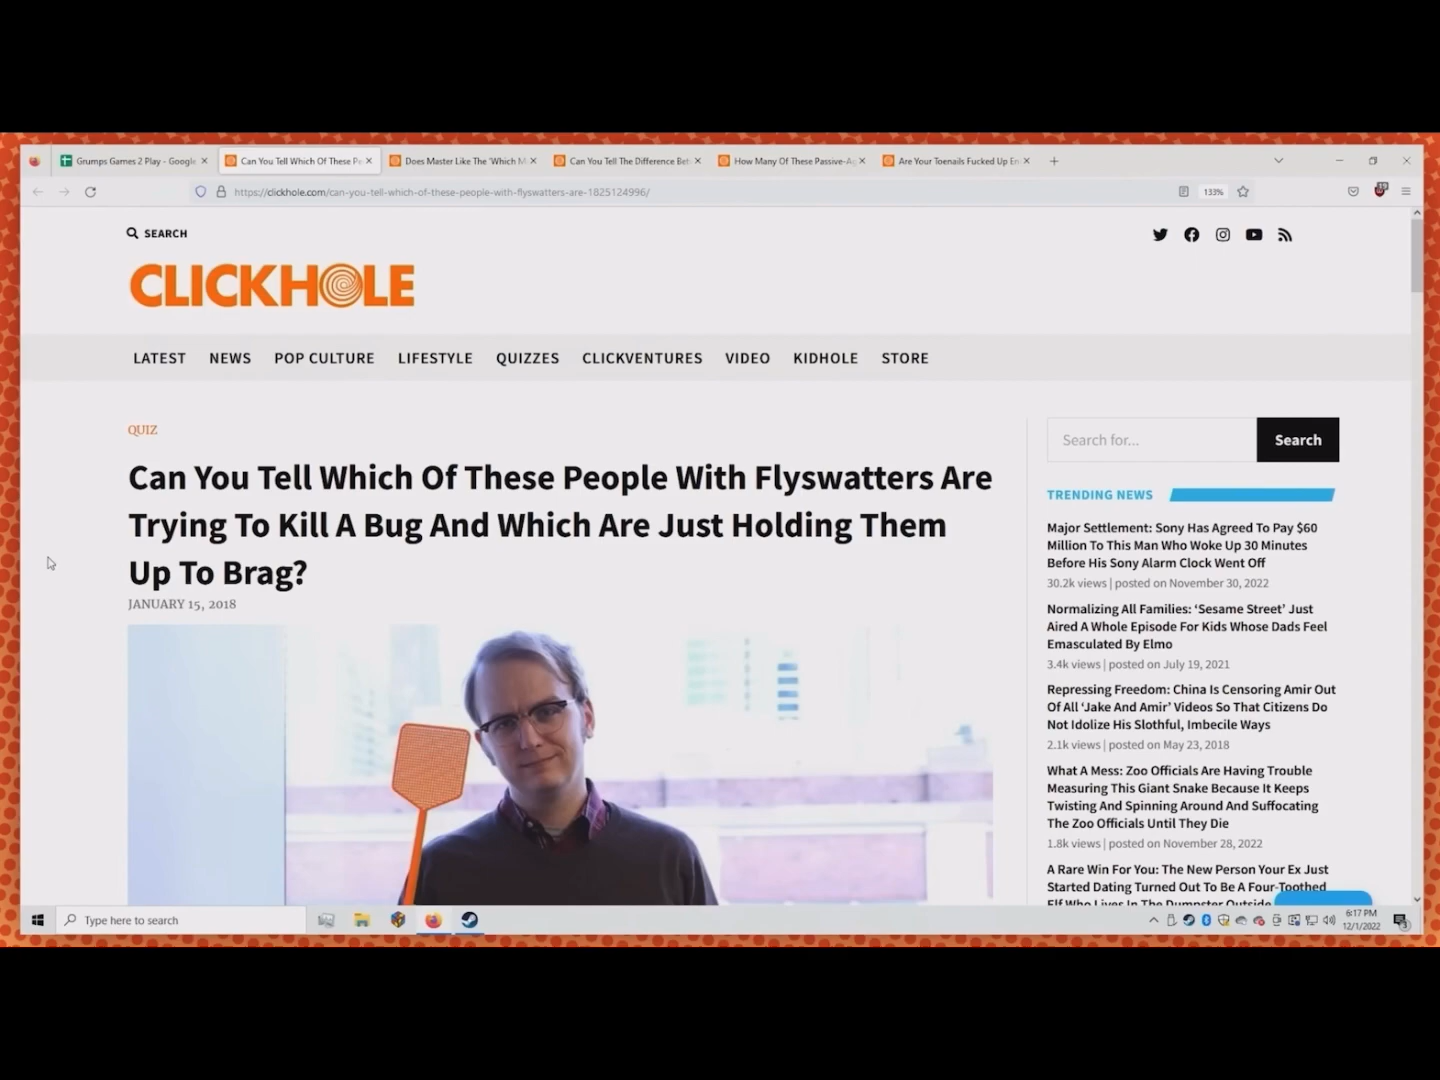 Grumps Games 2 Play - Google
Can You Tell Which Of These Pe
Does Master Like The 'Which M
Can You Tell The Difference Bet
How Many Of These Passive-Ag
Are Your Toenails Fucked Up En
https://clickhole.com/can-you-tell-which-of-these-people-with-flyswatters-are-1825124996/
133%
SEARCH
CLICKHOLE
LATEST NEWS POP CULTURE LIFESTYLE QUIZZES CLICKVENTURES VIDEO KIDHOLE STORE
QUIZ
Can You Tell Which Of These People With Flyswatters Are
Trying To Kill A Bug And Which Are Just Holding Them
Up To Brag?
JANUARY 15, 2018
Search for...
Search
TRENDING NEWS
Major Settlement: Sony Has Agreed To Pay $60
Million To This Man Who Woke Up 30 Minutes
Before His Sony Alarm Clock Went Off
30.2k views | posted on November 30, 2022
Normalizing All Families: ‘Sesame Street’ Just
Aired A Whole Episode For Kids Whose Dads Feel
Emasculated By Elmo
3.4k views | posted on July 19, 2021
Repressing Freedom: China Is Censoring Amir Out
Of All ‘Jake And Amir’ Videos So That Citizens Do
Not Idolize His Slothful, Imbecile Ways
2.1k views | posted on May 23, 2018
What A Mess: Zoo Officials Are Having Trouble
Measuring This Giant Snake Because It Keeps
Twisting And Spinning Around And Suffocating
The Zoo Officials Until They Die
1.8k views | posted on November 28, 2022
A Rare Win For You: The New Person Your Ex Just
Started Dating Turned Out To Be A Four-Toothed
Elf Who Lives In The Dumpster Outside
Type here to search
6:17 PM
12/1/2022